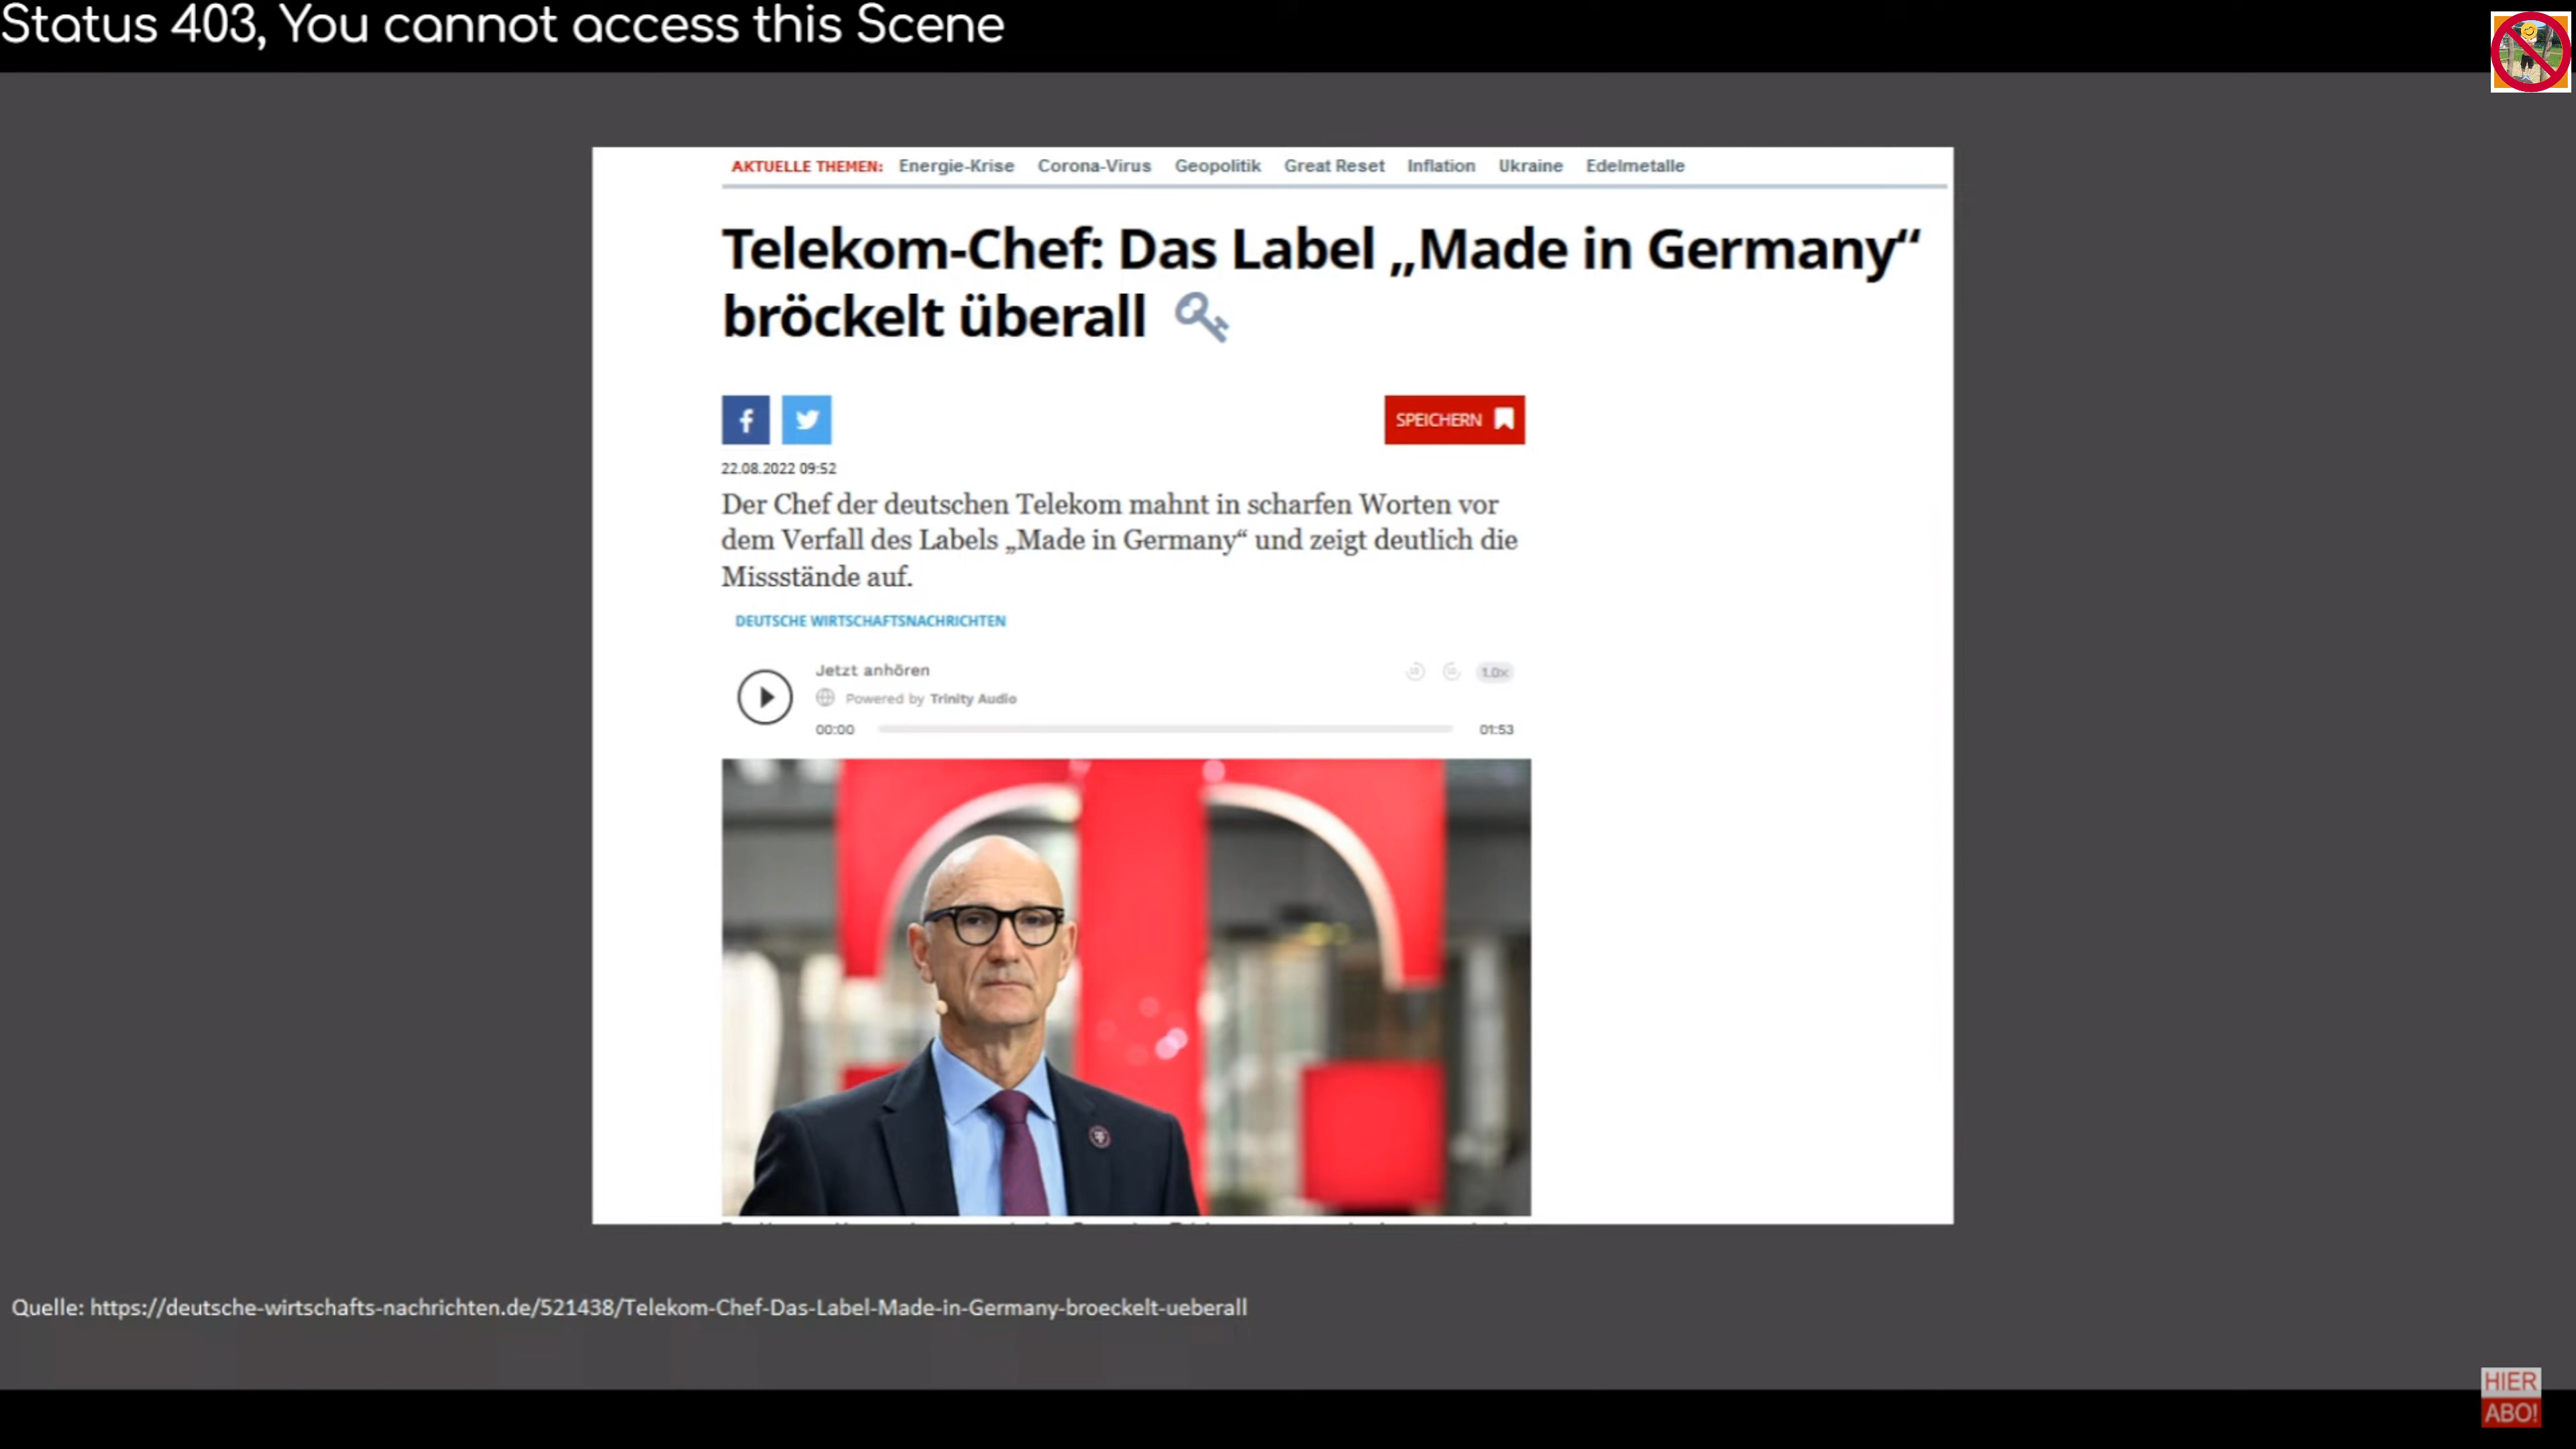 Status 403, You cannot access this Scene
AKTUELLE THEMEN: Energie-Krise Corona-Virus Geopolitik Great Reset Inflation Ukraine Edelmetalle
Telekom-Chef: Das Label „Made in Germany“
bröckelt überall
SPEICHERN
22.08.2022 09:52
Der Chef der deutschen Telekom mahnt in scharfen Worten vor
dem Verfall des Labels „Made in Germany“ und zeigt deutlich die
Missstände auf.
DEUTSCHE WIRTSCHAFTSNACHRICHTEN
Jetzt anhören
1.0x
Powered by Trinity Audio
00:00
01:53
Quelle: https://deutsche-wirtschafts-nachrichten.de/521438/Telekom-Chef-Das-Label-Made-in-Germany-broeckelt-ueberall
HIER
ABO!